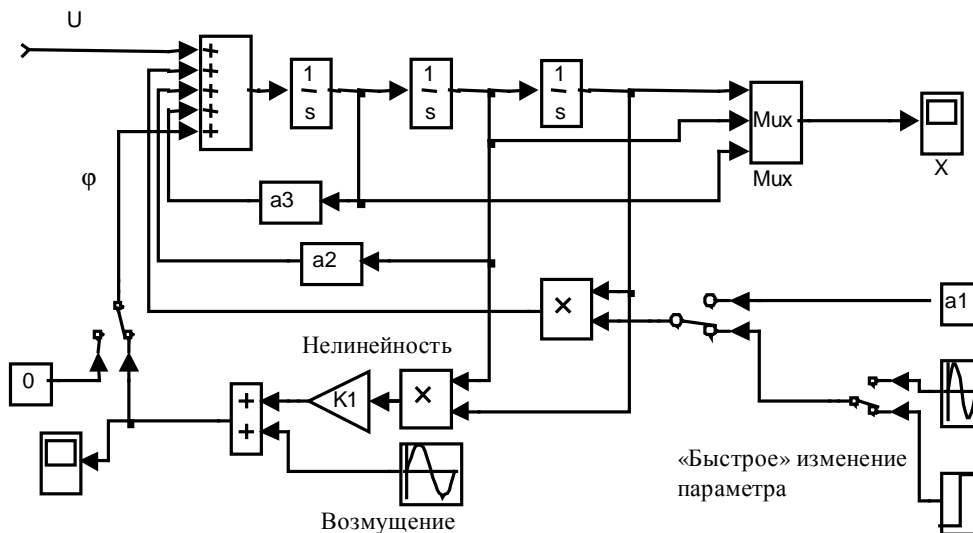 U
+
+
+
+
+
1
s
1
s
1
s
Mux
Mux
X
φ
a3
a2
a1
×
Нелинейность
0
K1
×
+
+
«Быстрое» изменение
параметра
Возмущение